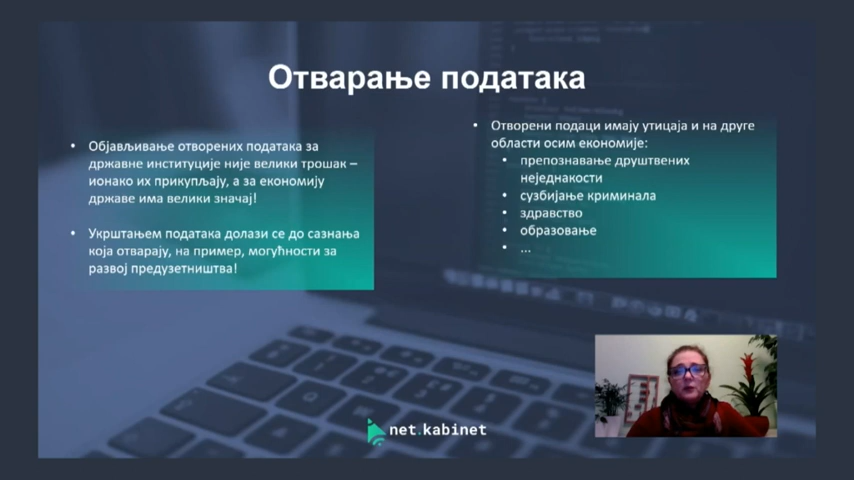 Отварање података
• Објављивање отворених података за
државне институције није велики трошак –
ионако их прикупљају, а за економију
државе има велики значај!
• Укрштањем података долази се до сазнања
која отварају, на пример, могућности за
развој предузетништва!
• Отворени подаци имају утицаја и на друге
области осим економије:
• препознавање друштвених
неједнакости
• сузбијање криминала
• здравство
• образовање
• ...
net.kabinet